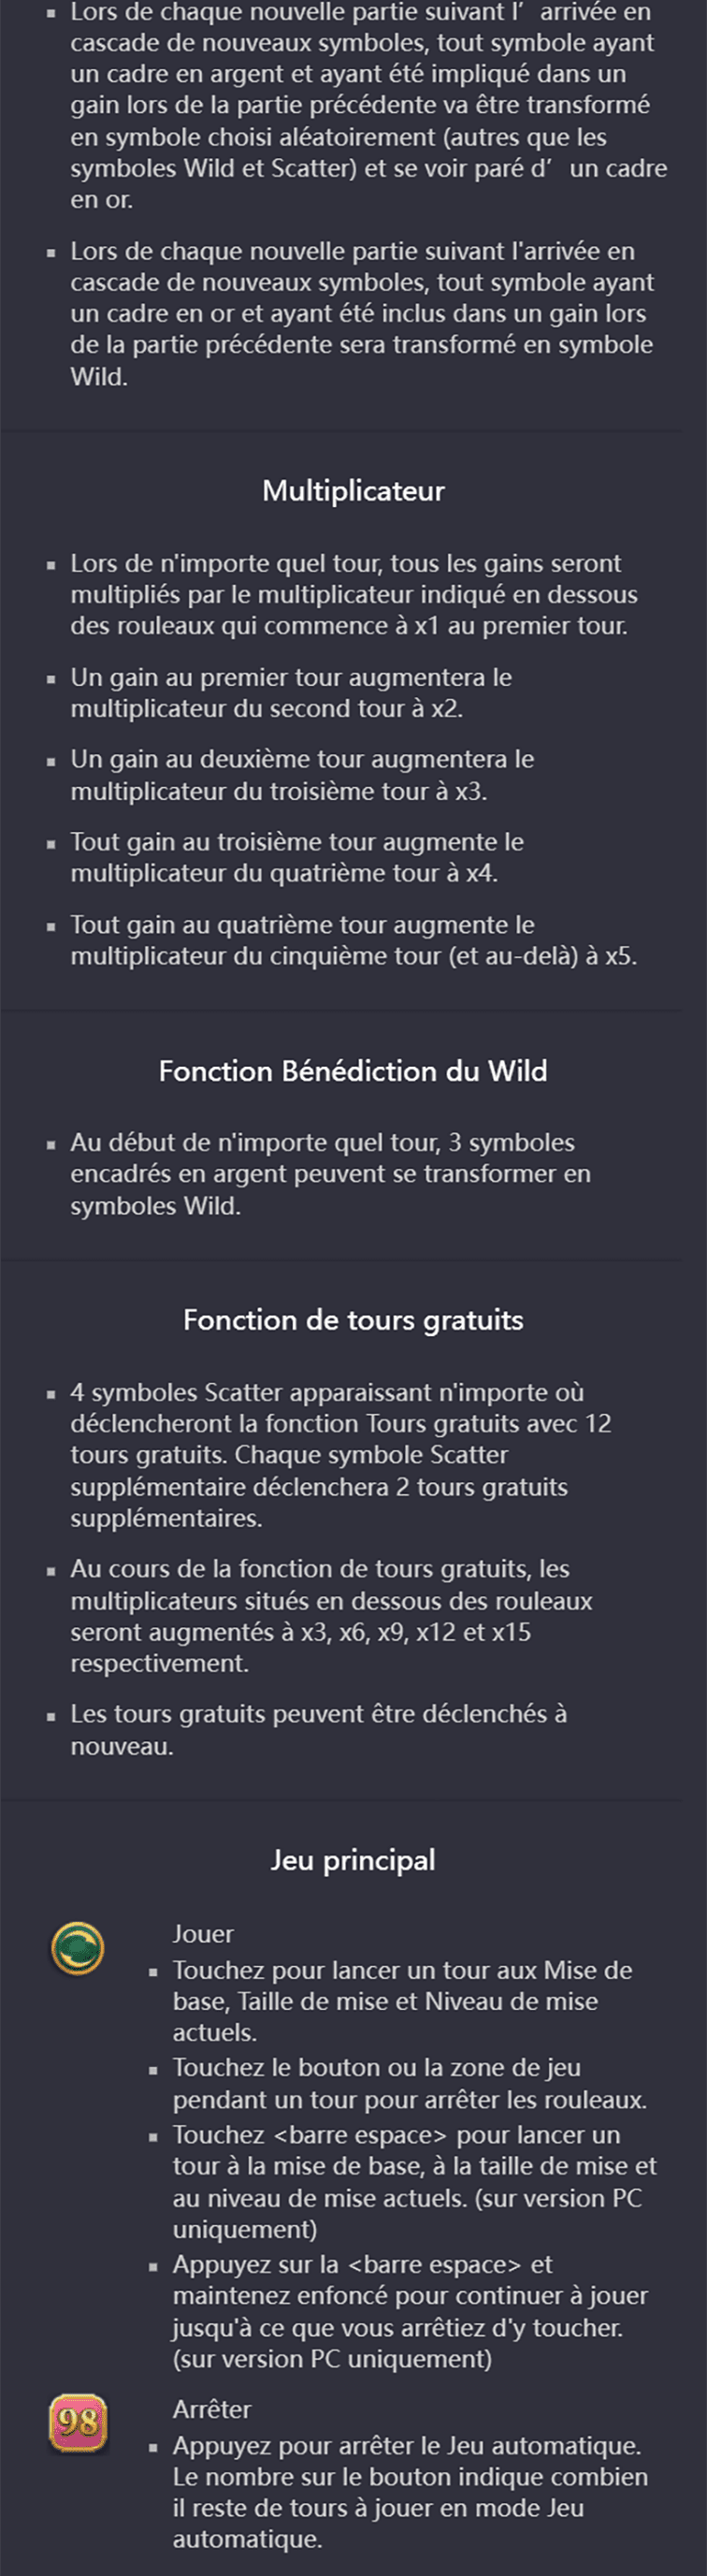 Lors de chaque nouvelle partie suivant l’arrivée en
cascade de nouveaux symboles, tout symbole ayant
un cadre en argent et ayant été impliqué dans un
gain lors de la partie précédente va être transformé
en symbole choisi aléatoirement (autres que les
symboles Wild et Scatter) et se voir paré d’un cadre
en or.
Lors de chaque nouvelle partie suivant l'arrivée en
cascade de nouveaux symboles, tout symbole ayant
un cadre en or et ayant été inclus dans un gain lors
de la partie précédente sera transformé en symbole
Wild.
Multiplicateur
Lors de n'importe quel tour, tous les gains seront
multipliés par le multiplicateur indiqué en dessous
des rouleaux qui commence à x1 au premier tour.
Un gain au premier tour augmentera le
multiplicateur du second tour à x2.
Un gain au deuxième tour augmentera le
multiplicateur du troisième tour à x3.
Tout gain au troisième tour augmente le
multiplicateur du quatrième tour à x4.
Tout gain au quatrième tour augmente le
multiplicateur du cinquième tour (et au-delà) à x5.
Fonction Bénédiction du Wild
Au début de n'importe quel tour, 3 symboles
encadrés en argent peuvent se transformer en
symboles Wild.
Fonction de tours gratuits
4 symboles Scatter apparaissant n'importe où
déclencheront la fonction Tours gratuits avec 12
tours gratuits. Chaque symbole Scatter
supplémentaire déclenchera 2 tours gratuits
supplémentaires.
Au cours de la fonction de tours gratuits, les
multiplicateurs situés en dessous des rouleaux
seront augmentés à x3, x6, x9, x12 et x15
respectivement.
Les tours gratuits peuvent être déclenchés à
nouveau.
Jeu principal
Jouer
Touchez pour lancer un tour aux Mise de
base, Taille de mise et Niveau de mise
actuels.
Touchez le bouton ou la zone de jeu
pendant un tour pour arrêter les rouleaux.
Touchez <barre espace> pour lancer un
tour à la mise de base, à la taille de mise et
au niveau de mise actuels. (sur version PC
uniquement)
Appuyez sur la <barre espace> et
maintenez enfoncé pour continuer à jouer
jusqu'à ce que vous arrêtiez d'y toucher.
(sur version PC uniquement)
98
Arrêter
Appuyez pour arrêter le Jeu automatique.
Le nombre sur le bouton indique combien
il reste de tours à jouer en mode Jeu
automatique.